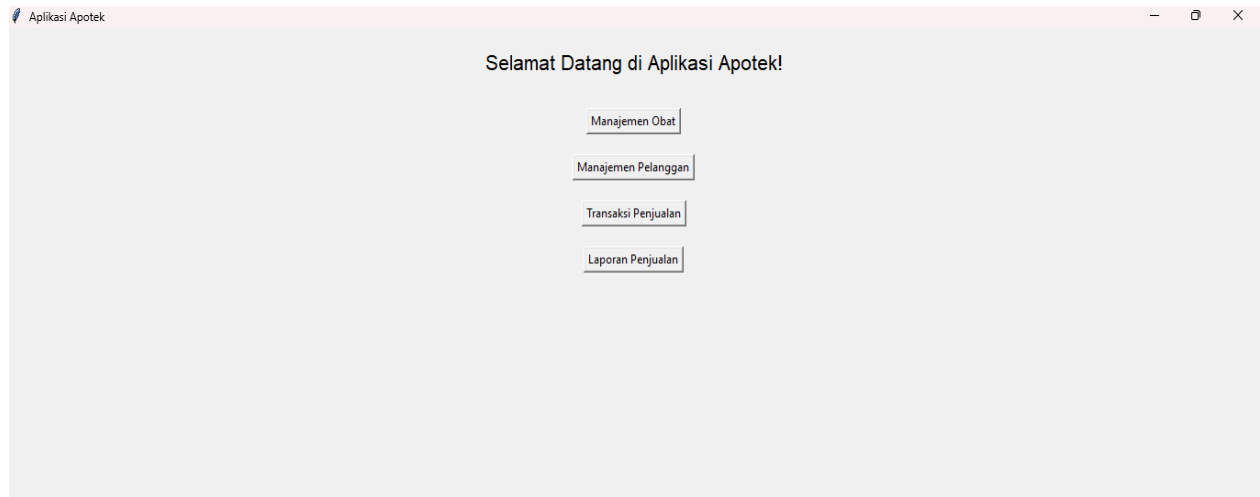 Aplikasi Apotek
Selamat Datang di Aplikasi Apotek!
Manajemen Obat
Manajemen Pelanggan
Transaksi Penjualan
Laporan Penjualan